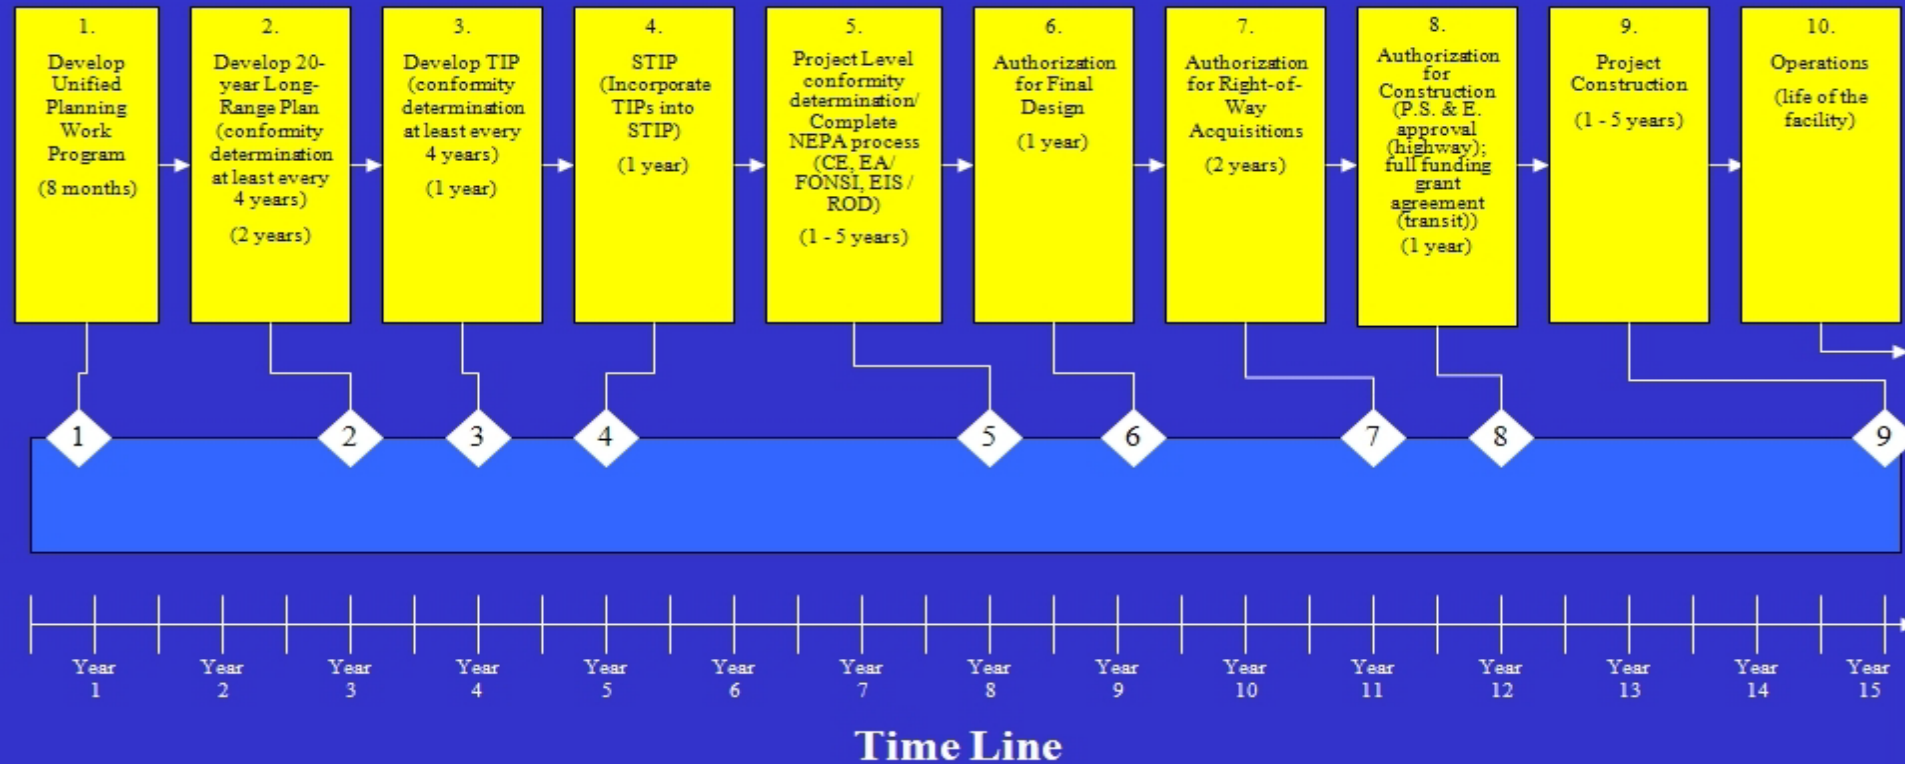 1.
Develop
Unified
Planning
Work
Program
(8 months)
2.
Develop 20-
year Long-
Range Plan
(conformity
determination
at least every
4 years)
(2 years)
3.
Develop TIP
(conformity
determination
at least every
4 years)
(1 year)
4.
STIP
(Incorporate
TIPs into
STIP)
(1 year)
5.
Project Level
conformity
determination/
Complete
NEPA process
(CE, EA/
FONSI, EIS /
ROD)
(1 - 5 years)
6.
Authorization
for Final
Design
(1 year)
7.
Authorization
for Right-of-
Way
Acquisitions
(2 years)
8.
Authorization
for
Construction
(P.S. & E.
approval
(highway);
full funding
grant
agreement
(transit))
(1 year)
9.
Project
Construction
(1 - 5 years)
10.
Operations
(life of the
facility)
1 2 3 4 5 6 7 8 9
Year Year Year Year Year Year Year Year Year Year Year Year Year Year Year
1 2 3 4 5 6 7 8 9 10 11 12 13 14 15
Time Line